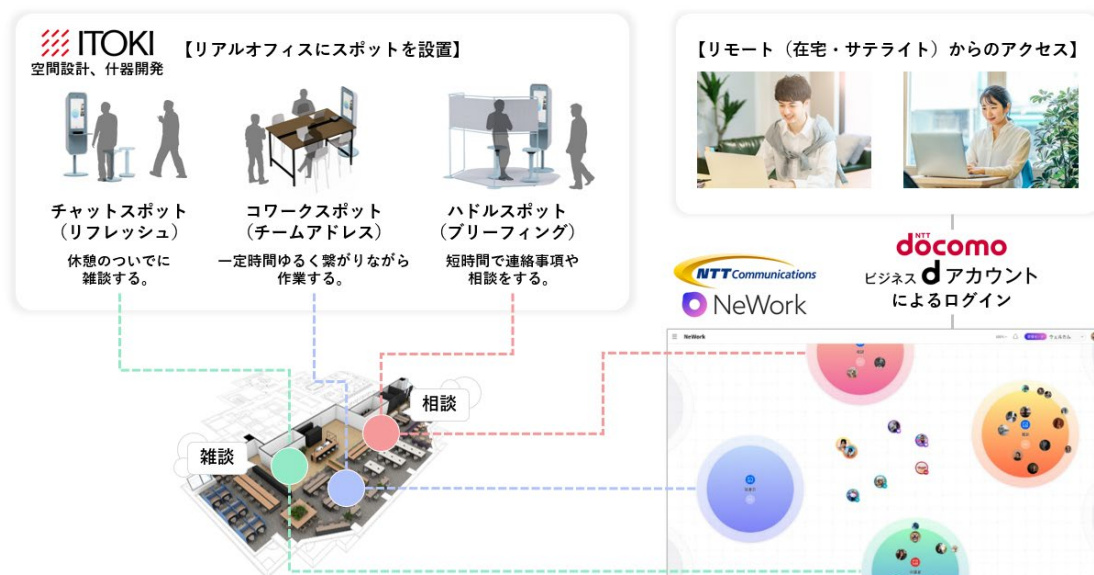 ITOKI
空間設計、什器開発
【リアルオフィスにスポットを設置】
チャットスポット
(リフレッシュ)
休憩のついでに
雑談する。
コワークスポット
(チームアドレス)
一定時間ゆるく繋がりながら
作業する。
ハドルスポット
(ブリーフィング)
短時間で連絡事項や
相談をする。
【リモート(在宅・サテライト)からのアクセス】
NTT Communications
NeWork
NTT
docomo
ビジネス d アカウント
によるログイン
相談
雑談
NeWork